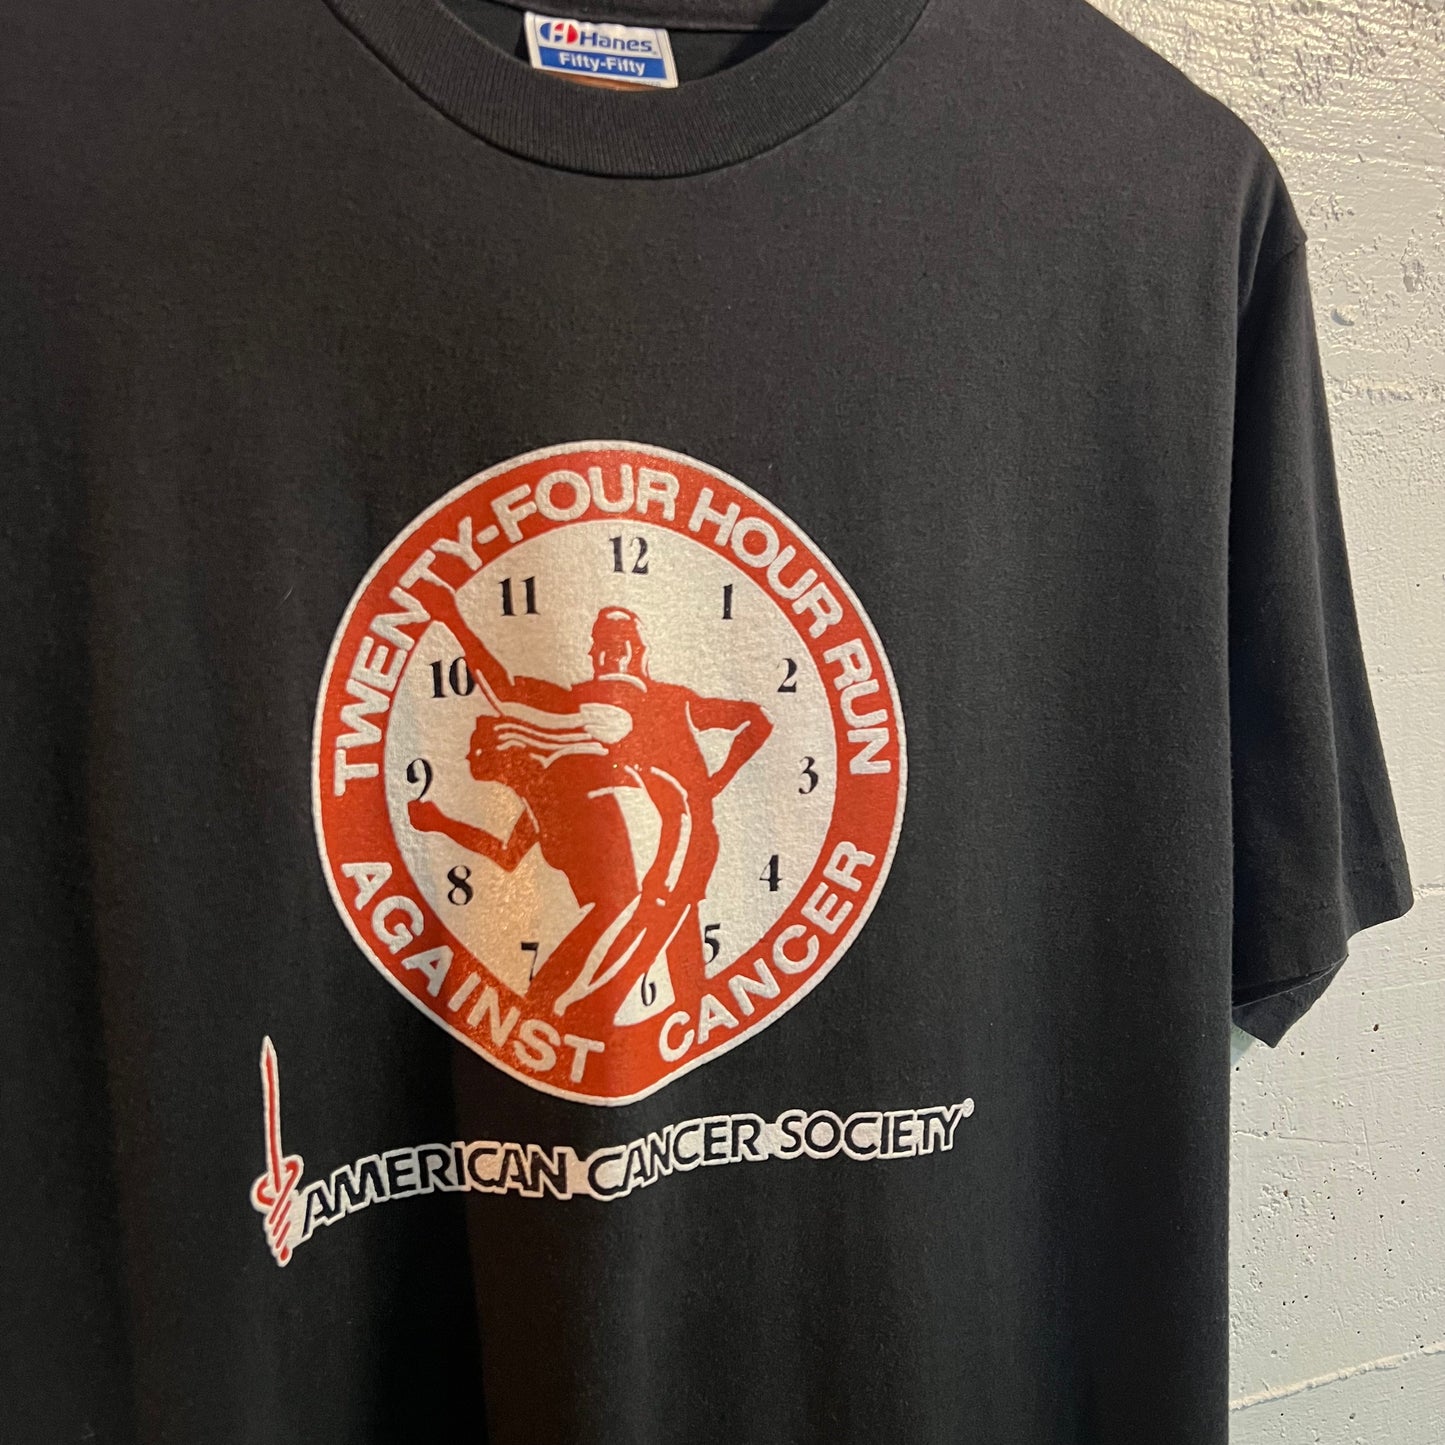 Hanes®
Fifty-Fifty
TWENTY-FOUR HOUR RUN
12
11 1
10 2
9 3
8 4
7 5
6
AGAINST CANCER
AMERICAN CANCER SOCIETY®